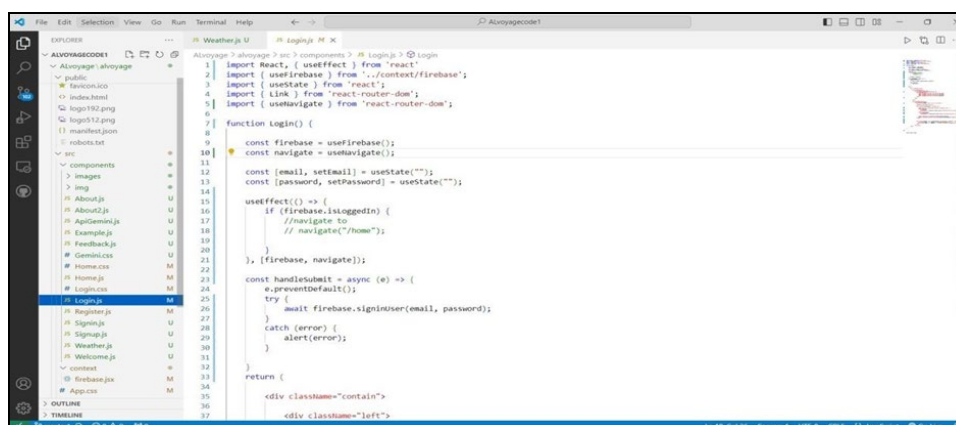 File Edit Selection View Go Run Terminal Help
ALvoyagecode1
EXPLORER
ALVOYAGECODE1
ALvoyage \ alvoyage
public
favicon.ico
index.html
logo192.png
logo512.png
manifest.json
robots.txt
src
components
images
img
About.js U
About2.js U
ApiGemini.js U
Example.js U
Feedback.js U
Gemini.css U
Home.css M
Home.js M
Login.css M
Login.js M
Register.js M
Signin.js U
Signup.js U
Weather.js U
Welcome.js U
context
firebase.jsx M
App.css M
OUTLINE
TIMELINE
Weather.js U
Login.js M
ALvoyage > alvoyage > src > components > Login.js > Login
1 import React, { useEffect } from 'react'
2 import { useFirebase } from '../context/firebase';
3 import { useState } from 'react';
4 import { Link } from 'react-router-dom';
5 import { useNavigate } from 'react-router-dom';
6
7 function Login() {
8
9 const firebase = useFirebase();
10 const navigate = useNavigate();
11
12 const [email, setEmail] = useState("");
13 const [password, setPassword] = useState("");
14
15 useEffect(() => {
16 if (firebase.isLoggedIn) {
17 //navigate to
18 // navigate("/home");
19
20 }
21 }, [firebase, navigate]);
22
23 const handleSubmit = async (e) => {
24 e.preventDefault();
25 try {
26 await firebase.signinUser(email, password);
27 }
28 catch (error) {
29 alert(error);
30 }
31
32 }
33 return (
34
35 <div className="contain">
36
37 <div className="left">